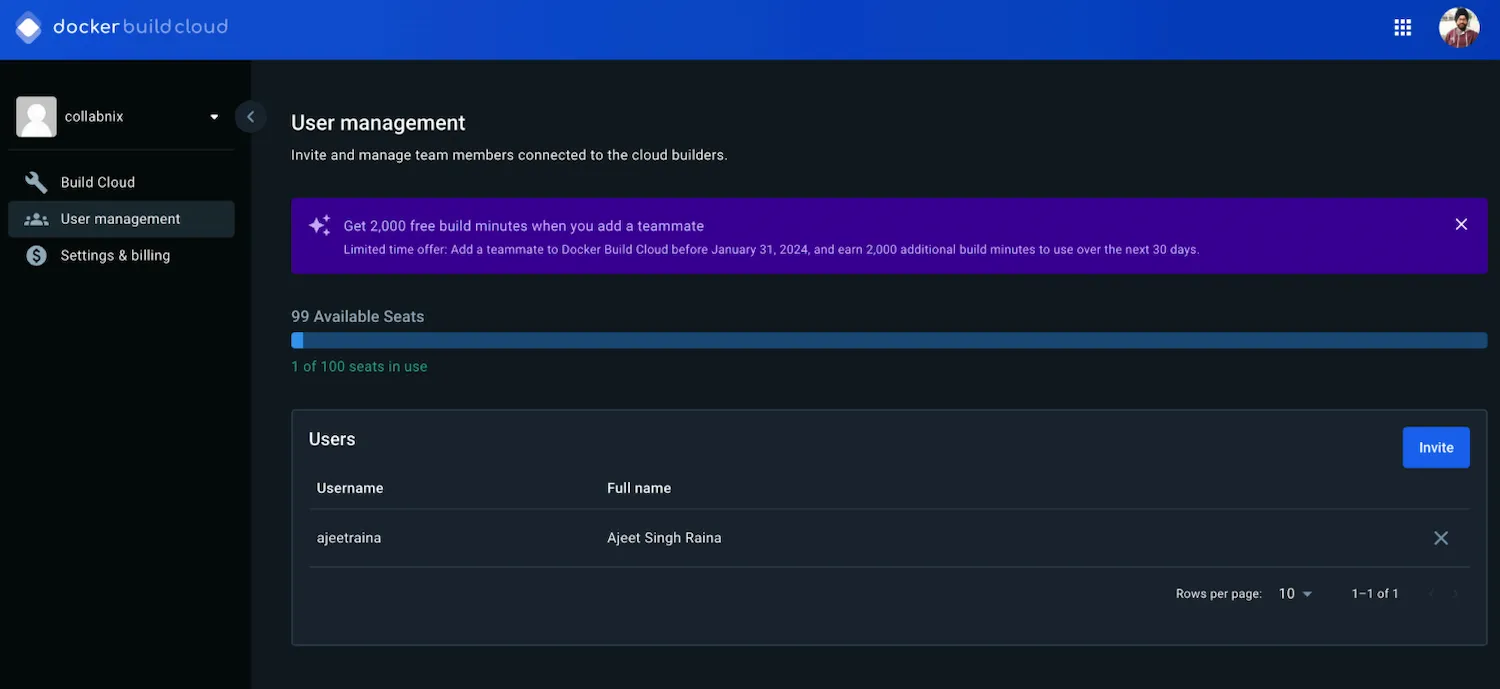 docker build cloud
collabnix
Build Cloud
User management
Settings & billing
User management
Invite and manage team members connected to the cloud builders.
Get 2,000 free build minutes when you add a teammate
Limited time offer: Add a teammate to Docker Build Cloud before January 31, 2024, and earn 2,000 additional build minutes to use over the next 30 days.
99 Available Seats
1 of 100 seats in use
Users
Invite
Username Full name
ajeetraina Ajeet Singh Raina
Rows per page: 10 1–1 of 1